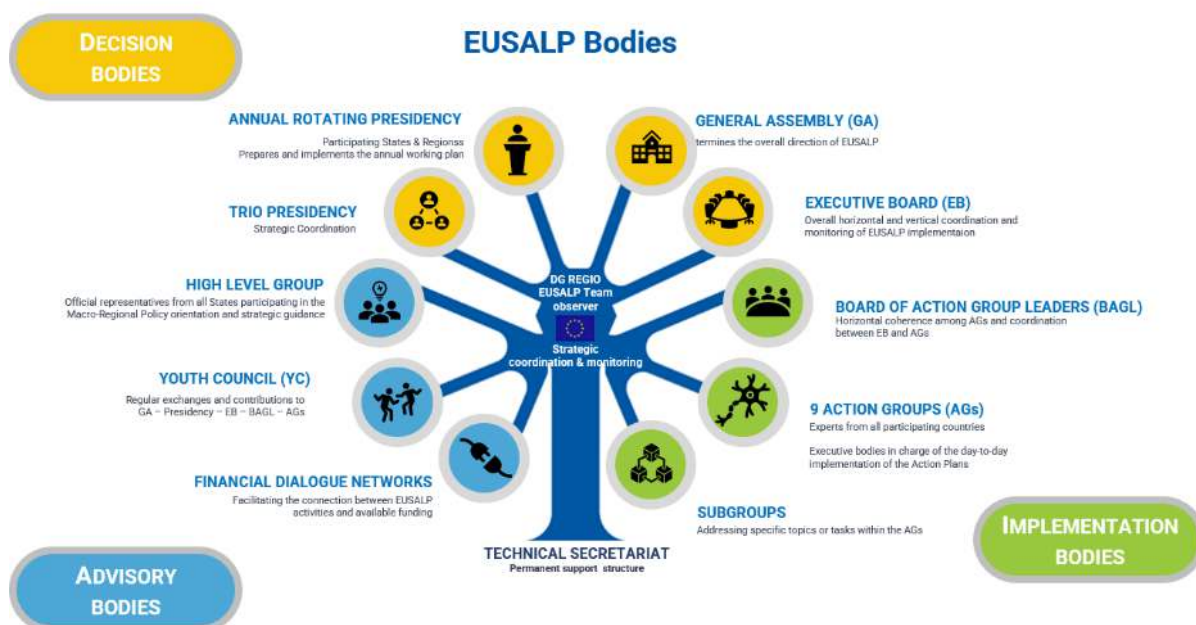 DECISION
BODIES
EUSALP Bodies
ANNUAL ROTATING PRESIDENCY
Participating States & Regionss
Prepares and implements the annual working plan
GENERAL ASSEMBLY (GA)
termines the overall direction of EUSALP
TRIO PRESIDENCY
Strategic Coordination
EXECUTIVE BOARD (EB)
Overall horizontal and vertical coordination and
monitoring of EUSALP implementaion
HIGH LEVEL GROUP
Official representatives from all States participating in the
Macro-Regional Policy orientation and strategic guidance
DG REGIO
EUSALP Team
observer
Strategic
coordination & monitoring
BOARD OF ACTION GROUP LEADERS (BAGL)
Horizontal coherence among AGs and coordination
between EB and AGs
YOUTH COUNCIL (YC)
Regular exchanges and contributions to
GA – Presidency – EB – BAGL – AGs
9 ACTION GROUPS (AGs)
Experts from all participating countries
Executive bodies in charge of the day-to-day
implementation of the Action Plans
FINANCIAL DIALOGUE NETWORKS
Facilitating the connection between EUSALP
activities and available funding
SUBGROUPS
Addressing specific topics or tasks within the AGs
TECHNICAL SECRETARIAT
Permanent support structure
IMPLEMENTATION
BODIES
ADVISORY
BODIES